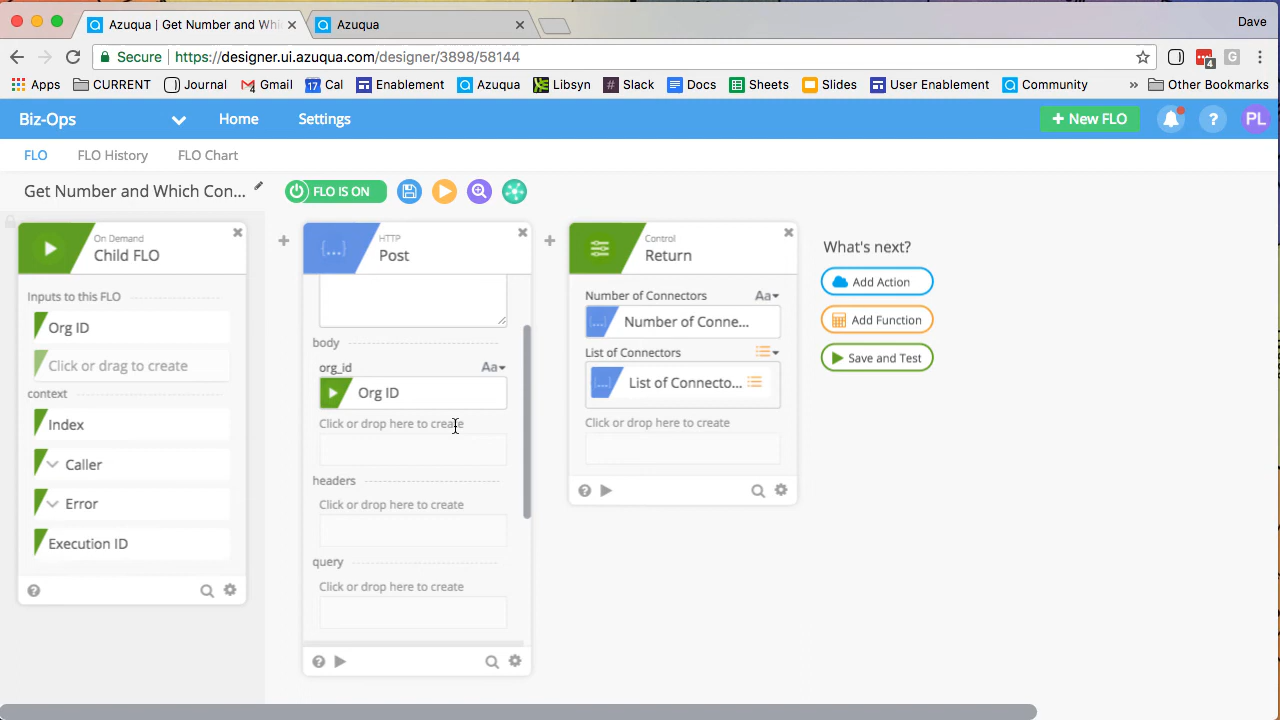 Azuqua | Get Number and Whi
Azuqua
Dave
Secure
https://designer.ui.azuqua.com/designer/3898/58144
4
G
Apps
CURRENT
Journal
Gmail
17 Cal
Enablement
Azuqua
Libsyn
Slack
Docs
Sheets
Slides
User Enablement
Community
»
Other Bookmarks
Biz-Ops
Home
Settings
+ New FLO
?
PL
FLO
FLO History
FLO Chart
Get Number and Which Con...
FLO IS ON
On Demand
Child FLO
Inputs to this FLO
Org ID
Click or drag to create
context
Index
Caller
Error
Execution ID
HTTP
Post
body
org_id
Aa
Org ID
Click or drop here to create
headers
Click or drop here to create
query
Click or drop here to create
Control
Return
Number of Connectors
Aa
Number of Conne...
List of Connectors
List of Connecto...
Click or drop here to create
What's next?
Add Action
Add Function
Save and Test